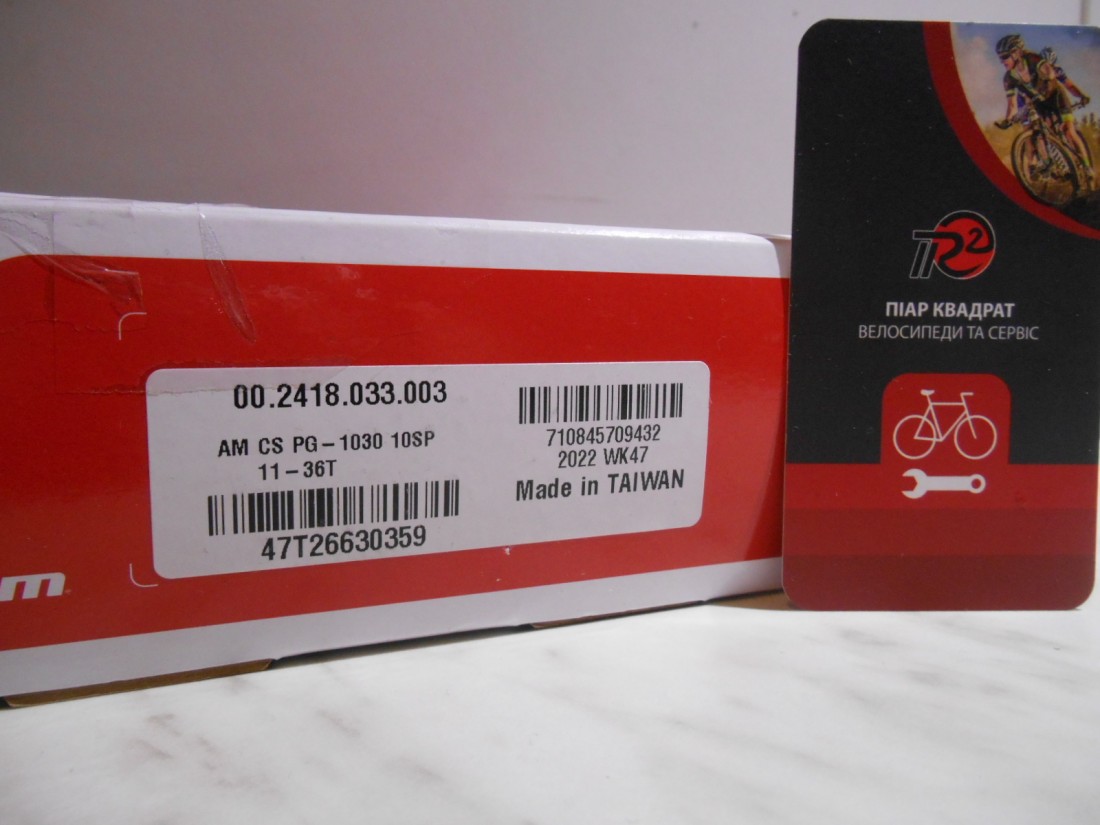 00.2418.033.003
AM CS PG-1030 10SP
11-36T
47T26630359
710845709432
2022 WK47
Made in TAIWAN
m
R2
ПІАР КВАДРАТ
ВЕЛОСИПЕДИ ТА СЕРВІС